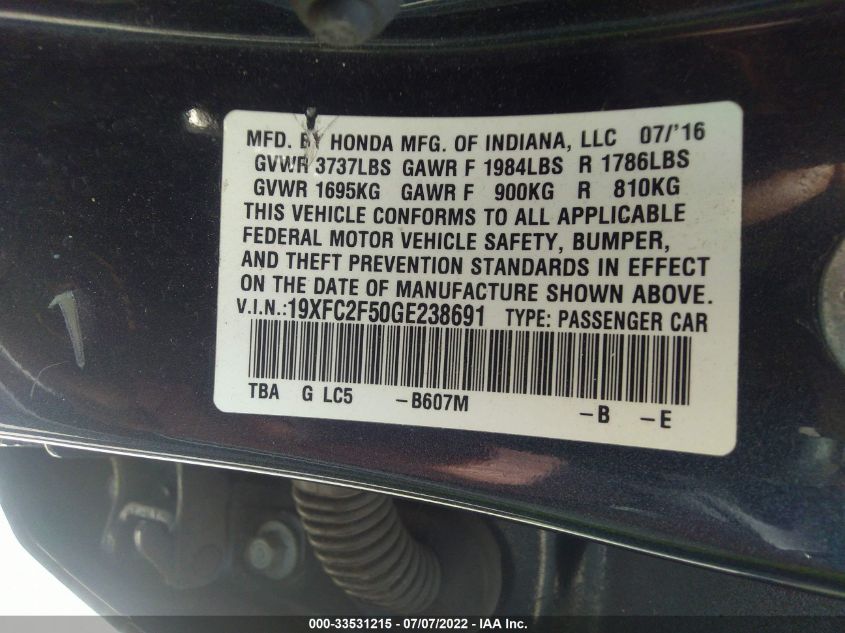 MFD. BY HONDA MFG. OF INDIANA, LLC 07/'16
GVWR 3737LBS GAWR F 1984LBS R 1786LBS
GVWR 1695KG GAWR F 900KG R 810KG
THIS VEHICLE CONFORMS TO ALL APPLICABLE
FEDERAL MOTOR VEHICLE SAFETY, BUMPER,
AND THEFT PREVENTION STANDARDS IN EFFECT
ON THE DATE OF MANUFACTURE SHOWN ABOVE.
V.I.N.:19XFC2F50GE238691 TYPE: PASSENGER CAR
TBA G LC5 -B607M -B -E
000-33531215 - 07/07/2022 - IAA Inc.